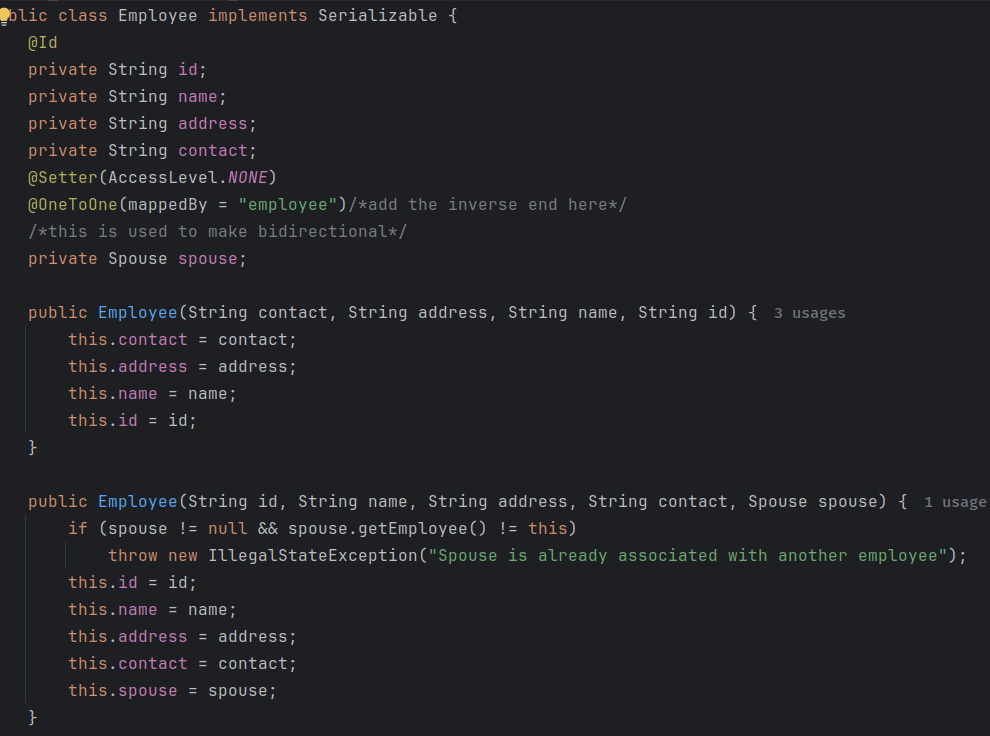 blic class Employee implements Serializable {
@Id
private String id;
private String name;
private String address;
private String contact;
@Setter(AccessLevel.NONE)
@OneToOne(mappedBy = "employee")/*add the inverse end here*/
/*this is used to make bidirectional*/
private Spouse spouse;
public Employee(String contact, String address, String name, String id) { 3 usages
this.contact = contact;
this.address = address;
this.name = name;
this.id = id;
}
public Employee(String id, String name, String address, String contact, Spouse spouse) { 1 usage
if (spouse != null && spouse.getEmployee() != this)
throw new IllegalStateException("Spouse is already associated with another employee");
this.id = id;
this.name = name;
this.address = address;
this.contact = contact;
this.spouse = spouse;
}